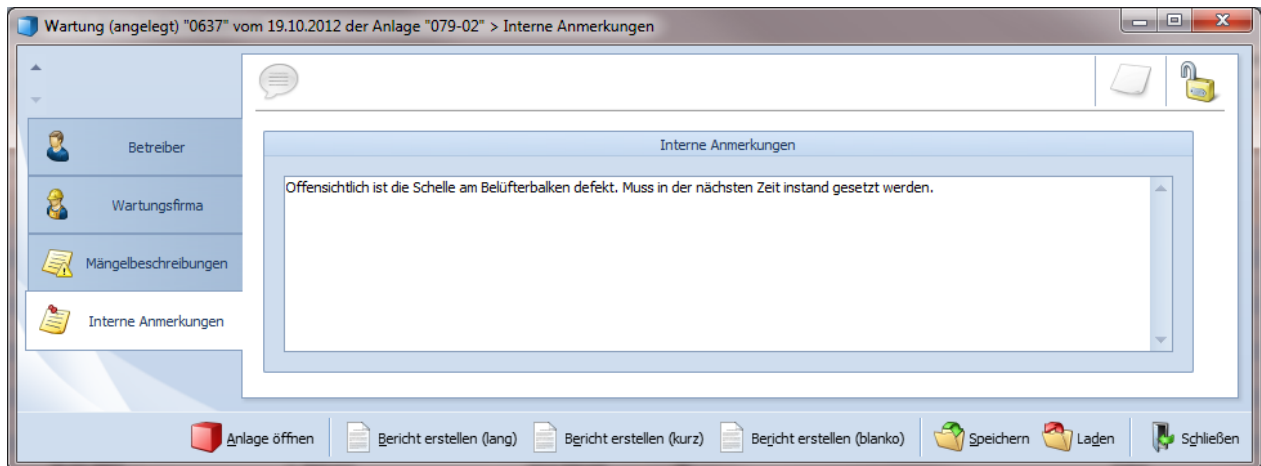 Wartung (angelegt) "0637" vom 19.10.2012 der Anlage "079-02" > Interne Anmerkungen
Betreiber
Wartungsfirma
Mängelbeschreibungen
Interne Anmerkungen
Interne Anmerkungen
Offensichtlich ist die Schelle am Belüfterbalken defekt. Muss in der nächsten Zeit instand gesetzt werden.
Anlage öffnen Bericht erstellen (lang) Bericht erstellen (kurz) Bericht erstellen (blanko) Speichern Laden Schließen